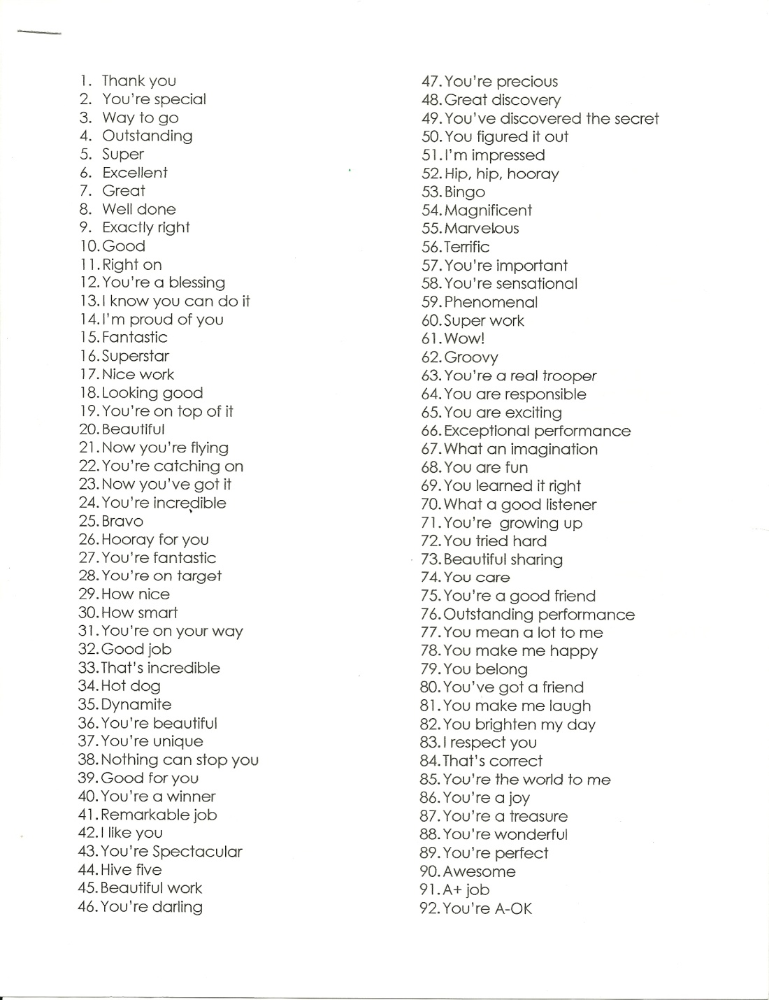 1. Thank you
2. You're special
3. Way to go
4. Outstanding
5. Super
6. Excellent
7. Great
8. Well done
9. Exactly right
10. Good
11. Right on
12. You're a blessing
13. I know you can do it
14. I'm proud of you
15. Fantastic
16. Superstar
17. Nice work
18. Looking good
19. You're on top of it
20. Beautiful
21. Now you're flying
22. You're catching on
23. Now you've got it
24. You're incredible
25. Bravo
26. Hooray for you
27. You're fantastic
28. You're on target
29. How nice
30. How smart
31. You're on your way
32. Good job
33. That's incredible
34. Hot dog
35. Dynamite
36. You're beautiful
37. You're unique
38. Nothing can stop you
39. Good for you
40. You're a winner
41. Remarkable job
42. I like you
43. You're Spectacular
44. Hive five
45. Beautiful work
46. You're darling
47. You're precious
48. Great discovery
49. You've discovered the secret
50. You figured it out
51. I'm impressed
52. Hip, hip, hooray
53. Bingo
54. Magnificent
55. Marvelous
56. Terrific
57. You're important
58. You're sensational
59. Phenomenal
60. Super work
61. Wow!
62. Groovy
63. You're a real trooper
64. You are responsible
65. You are exciting
66. Exceptional performance
67. What an imagination
68. You are fun
69. You learned it right
70. What a good listener
71. You're  growing up
72. You tried hard
73. Beautiful sharing
74. You care
75. You're a good friend
76. Outstanding performance
77. You mean a lot to me
78. You make me happy
79. You belong
80. You've got a friend
81. You make me laugh
82. You brighten my day
83. I respect you
84. That's correct
85. You're the world to me
86. You're a joy
87. You're a treasure
88. You're wonderful
89. You're perfect
90. Awesome
91. A+ job
92. You're A-OK